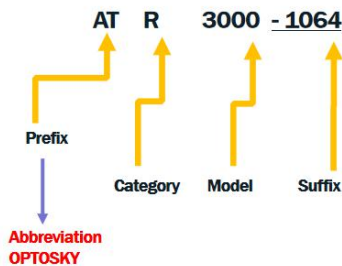 AT R 3000 - 1064
Prefix
Category Model Suffix
Abbreviation
OPTOSKY